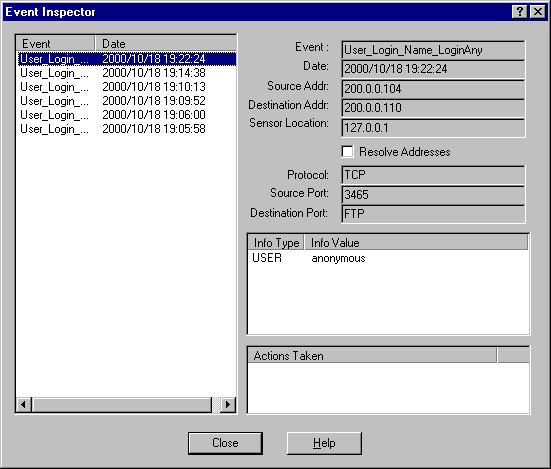 Event Inspector
Event Date
User_Login_... 2000/10/18 19:22:24
User_Login_... 2000/10/18 19:14:38
User_Login_... 2000/10/18 19:10:13
User_Login_... 2000/10/18 19:09:52
User_Login_... 2000/10/18 19:06:00
User_Login_... 2000/10/18 19:05:58
Event : User_Login_Name_LoginAny
Date: 2000/10/18 19:22:24
Source Addr: 200.0.0.104
Destination Addr: 200.0.0.110
Sensor Location: 127.0.0.1
Resolve Addresses
Protocol: TCP
Source Port: 3465
Destination Port: FTP
Info Type Info Value
USER anonymous
Actions Taken
Close Help